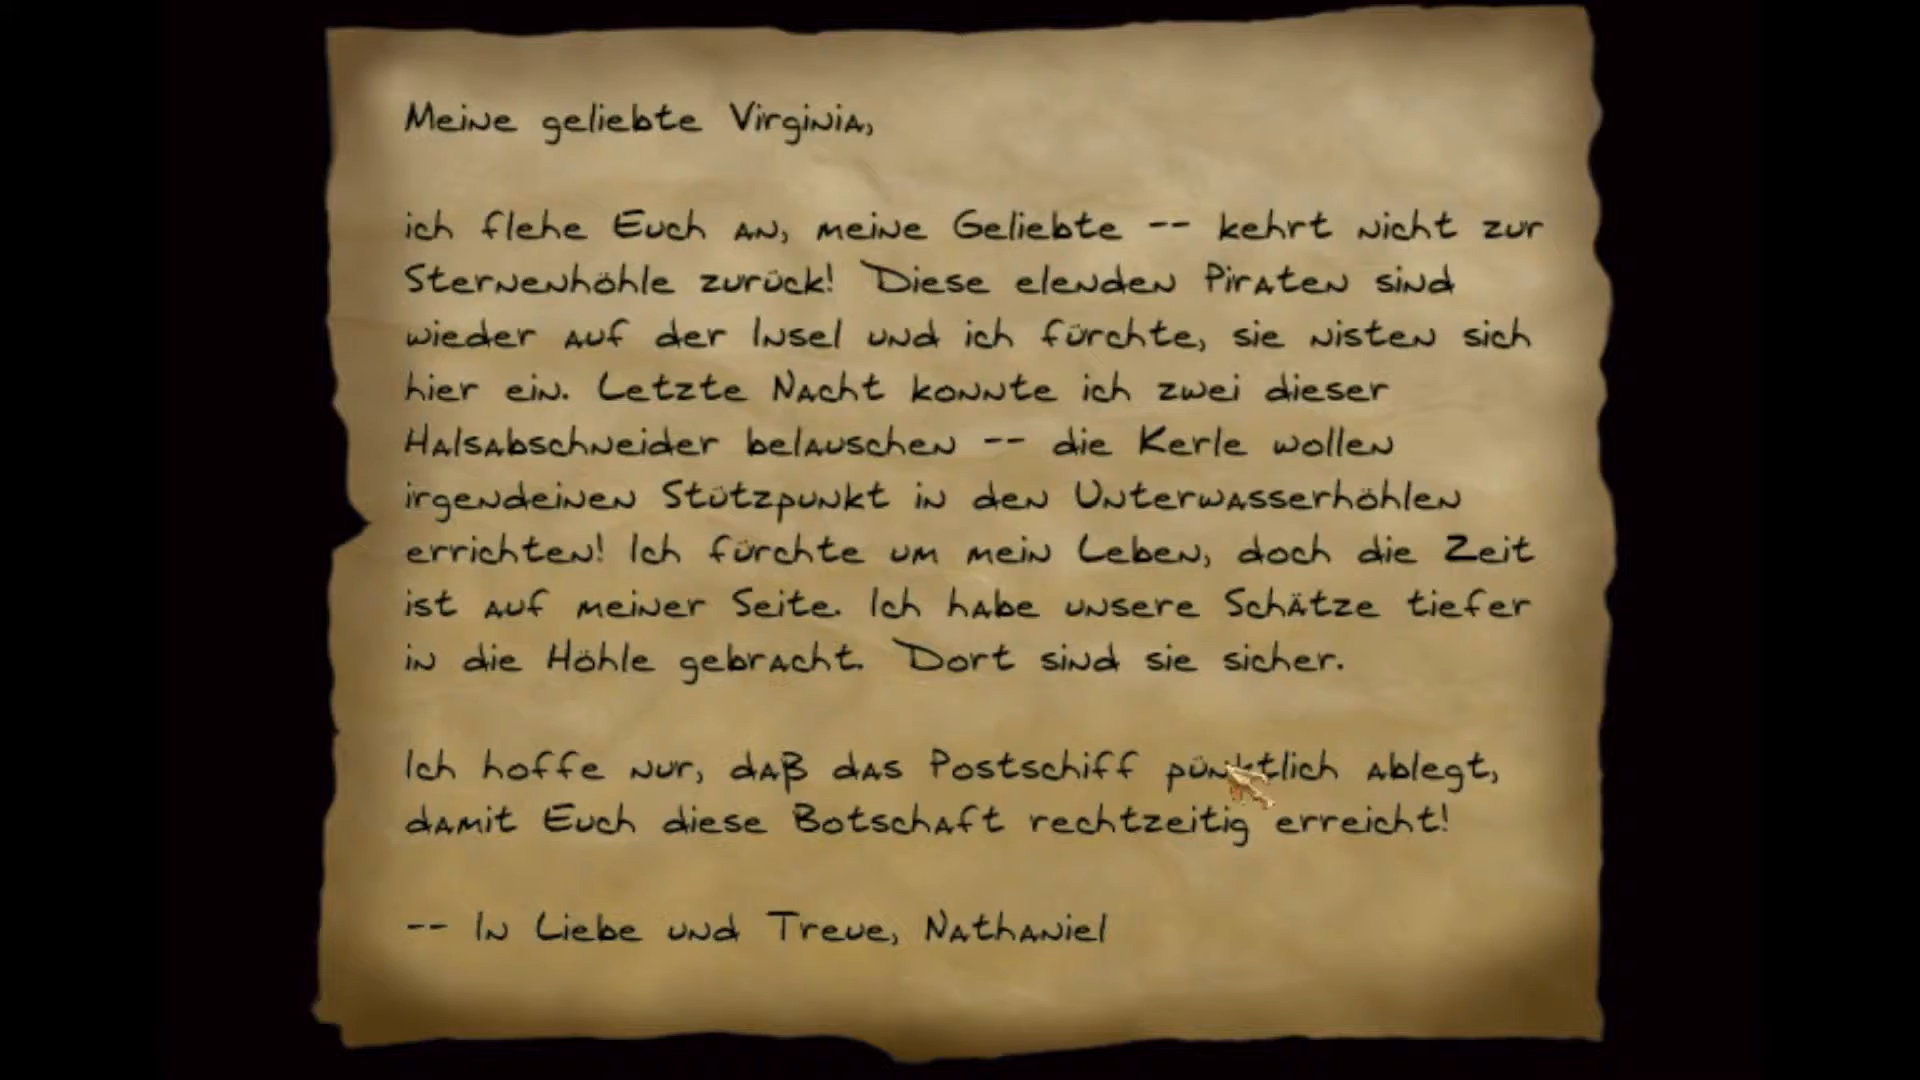 Meine geliebte Virginia,
ich flehe Euch an, meine Geliebte -- kehrt nicht zur
Sternenhöhle zurück! Diese elenden Piraten sind
wieder auf der Insel und ich fürchte, sie nisten sich
hier ein. Letzte Nacht konnte ich zwei dieser
Halsabschneider belauschen -- die Kerle wollen
irgendeinen Stützpunkt in den Unterwasserhöhlen
errichten! Ich fürchte um mein Leben, doch die Zeit
ist auf meiner Seite. Ich habe unsere Schätze tiefer
in die Höhle gebracht. Dort sind sie sicher.
Ich hoffe nur, daß das Postschiff pünktlich ablegt,
damit Euch diese Botschaft rechtzeitig erreicht!
-- In Liebe und Treue, Nathaniel